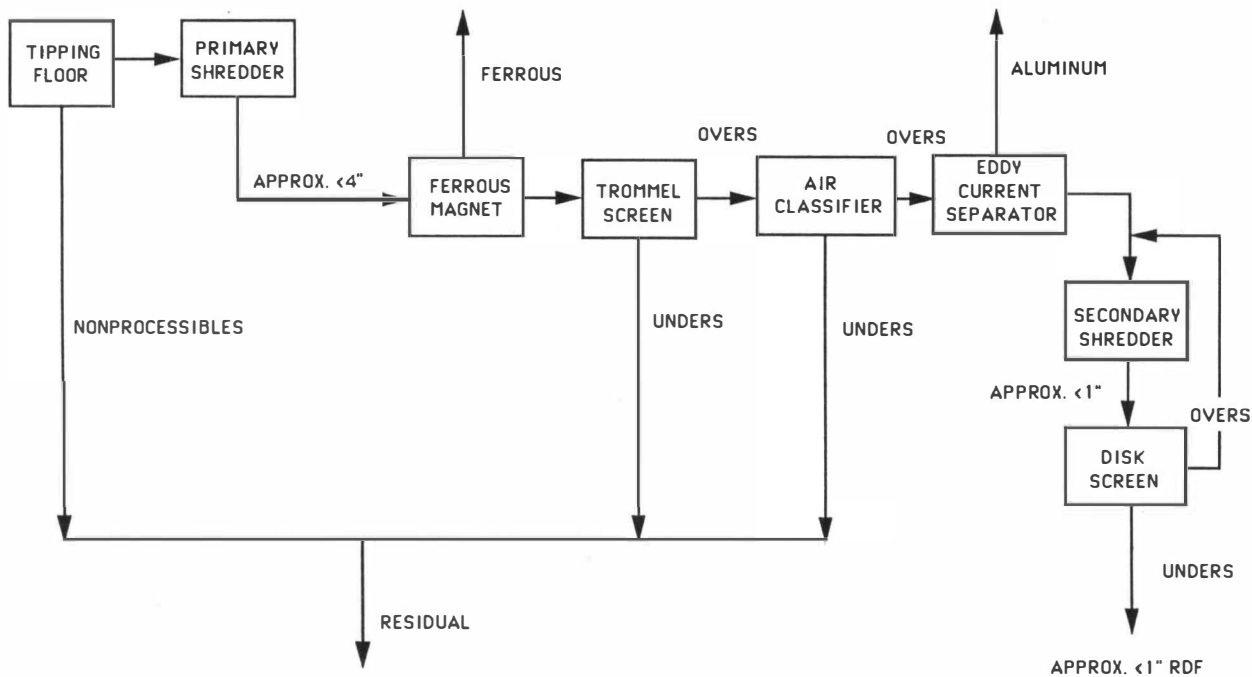 TIPPING
FLOOR
PRIMARY
SHREDDER
FERROUS
ALUMINUM
OVERS
OVERS
APPROX. <4"
FERROUS
MAGNET
TROMMEL
SCREEN
AIR
CLASSIFIER
EDDY
CURRENT
SEPARATOR
NONPROCESSIBLES
UNDERS
UNDERS
SECONDARY
SHREDDER
APPROX. <1"
OVERS
DISK
SCREEN
UNDERS
RESIDUAL
APPROX. <1" RDF